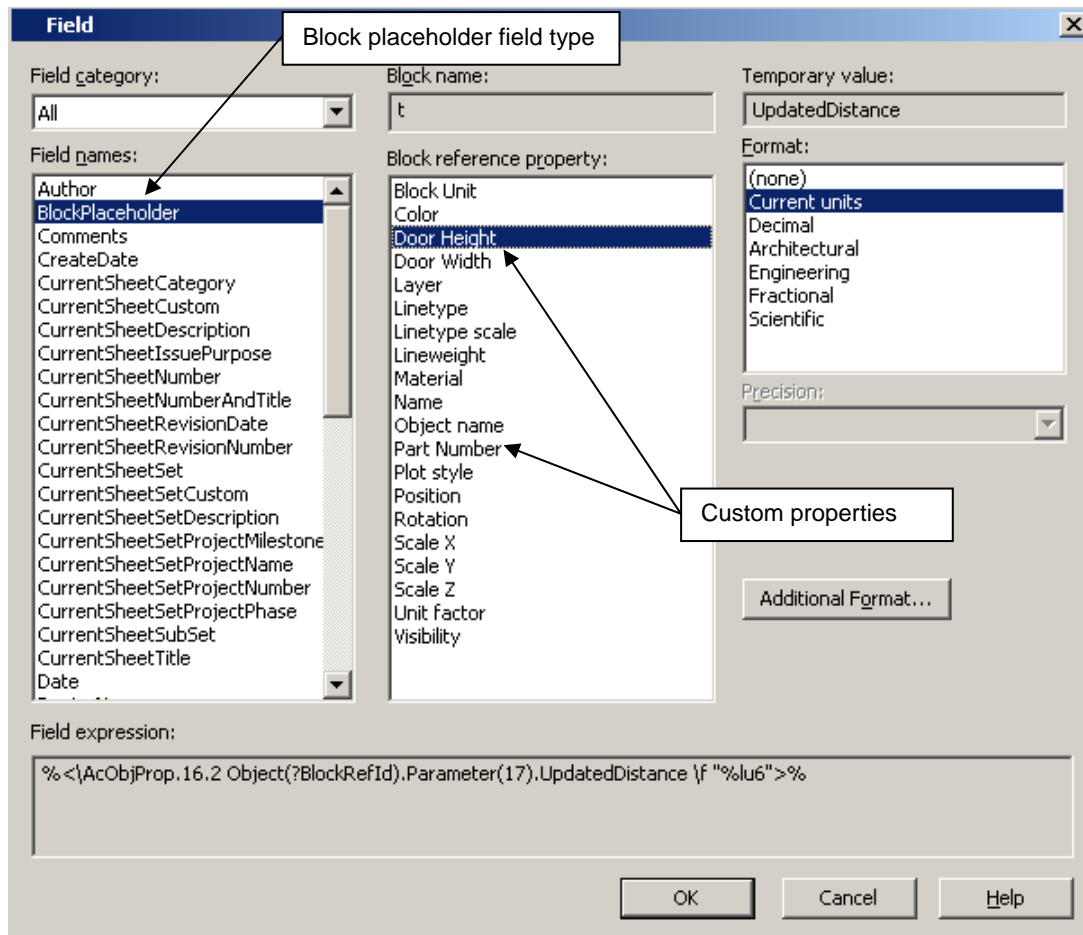 Field
Block placeholder field type
Field category:
All
Field names:
Author
BlockPlaceholder
Comments
CreateDate
CurrentSheetCategory
CurrentSheetCustom
CurrentSheetDescription
CurrentSheetIssuePurpose
CurrentSheetNumber
CurrentSheetNumberAndTitle
CurrentSheetRevisionDate
CurrentSheetRevisionNumber
CurrentSheetSet
CurrentSheetSetCustom
CurrentSheetSetDescription
CurrentSheetSetProjectMilestone
CurrentSheetSetProjectName
CurrentSheetSetProjectNumber
CurrentSheetSetProjectPhase
CurrentSheetSubSet
CurrentSheetTitle
Date
Block name:
t
Block reference property:
Block Unit
Color
Door Height
Door Width
Layer
Linetype
Linetype scale
Lineweight
Material
Name
Object name
Part Number
Plot style
Position
Rotation
Scale X
Scale Y
Scale Z
Unit factor
Visibility
Temporary value:
UpdatedDistance
Format:
(none)
Current units
Decimal
Architectural
Engineering
Fractional
Scientific
Precision:
Custom properties
Additional Format...
Field expression:
%<\AcObjProp.16.2 Object(?BlockRefId).Parameter(17).UpdatedDistance \f "%lu6">%
OK
Cancel
Help